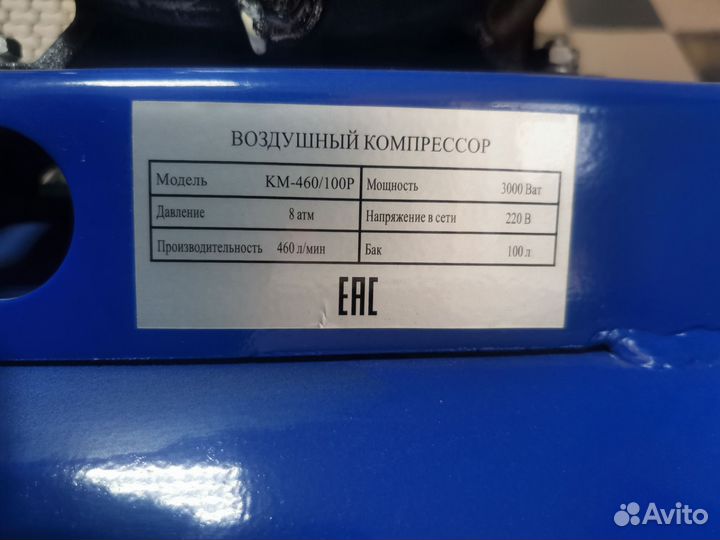 ВОЗДУШНЫЙ КОМПРЕССОР
Модель КМ-460/100Р Мощность 3000 Ват
Давление 8 атм Напряжение в сети 220 В
Производительность 460 л/мин Бак 100 л
ЕАС
Avito